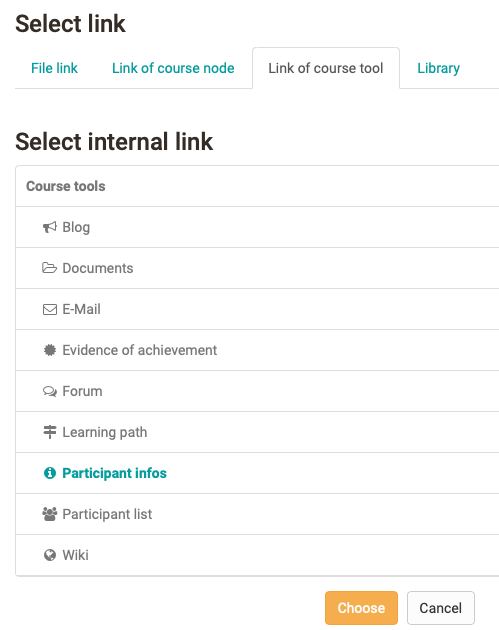 Select link
File link Link of course node Link of course tool Library
Select internal link
Course tools
Blog
Documents
E-Mail
Evidence of achievement
Forum
Learning path
Participant infos
Participant list
Wiki
Choose Cancel